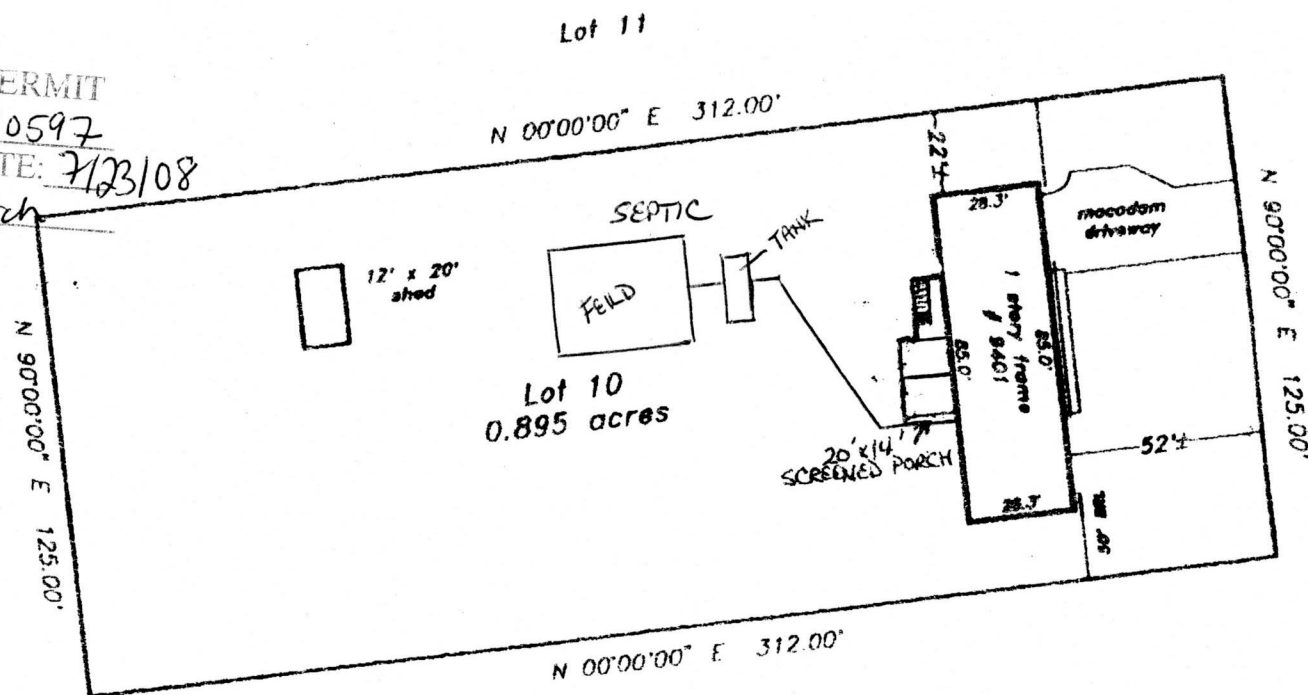 Lot 11
ERMIT
0597
TE: 7/23/08
ch
N 00°00'00" E 312.00'
22'±
28.3'
macadam
driveway
N 90°00'00" E 125.00'
SEPTIC
TANK
FEILD
12' x 20'
shed
1 story frame
# 9401
85.0'
85.0'
Lot 10
0.895 acres
20'x14'
SCREENED PORCH
52'±
28.3'
50' BRL
N 90°00'00" E 125.00'
N 00°00'00" E 312.00'